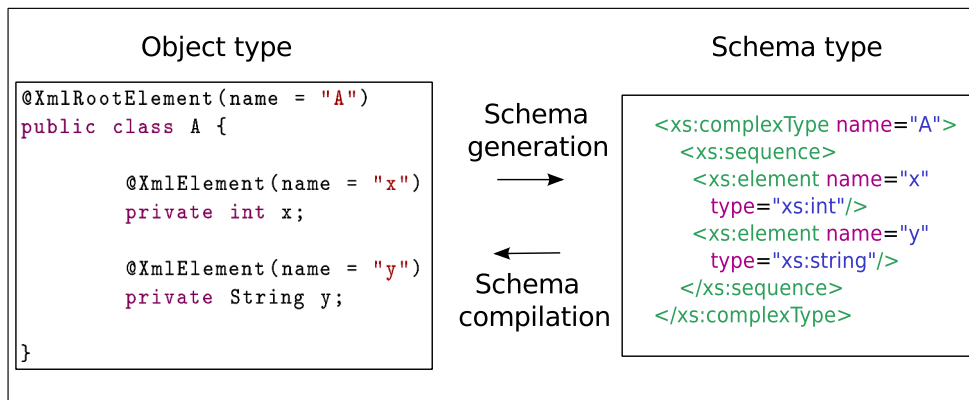 Object type
@XmlRootElement(name = "A")
public class A {
@XmlElement(name = "x")
private int x;
@XmlElement(name = "y")
private String y;
}
Schema
generation
Schema
compilation
Schema type
<xs:complexType name="A">
<xs:sequence>
<xs:element name="x"
type="xs:int"/>
<xs:element name="y"
type="xs:string"/>
</xs:sequence>
</xs:complexType>